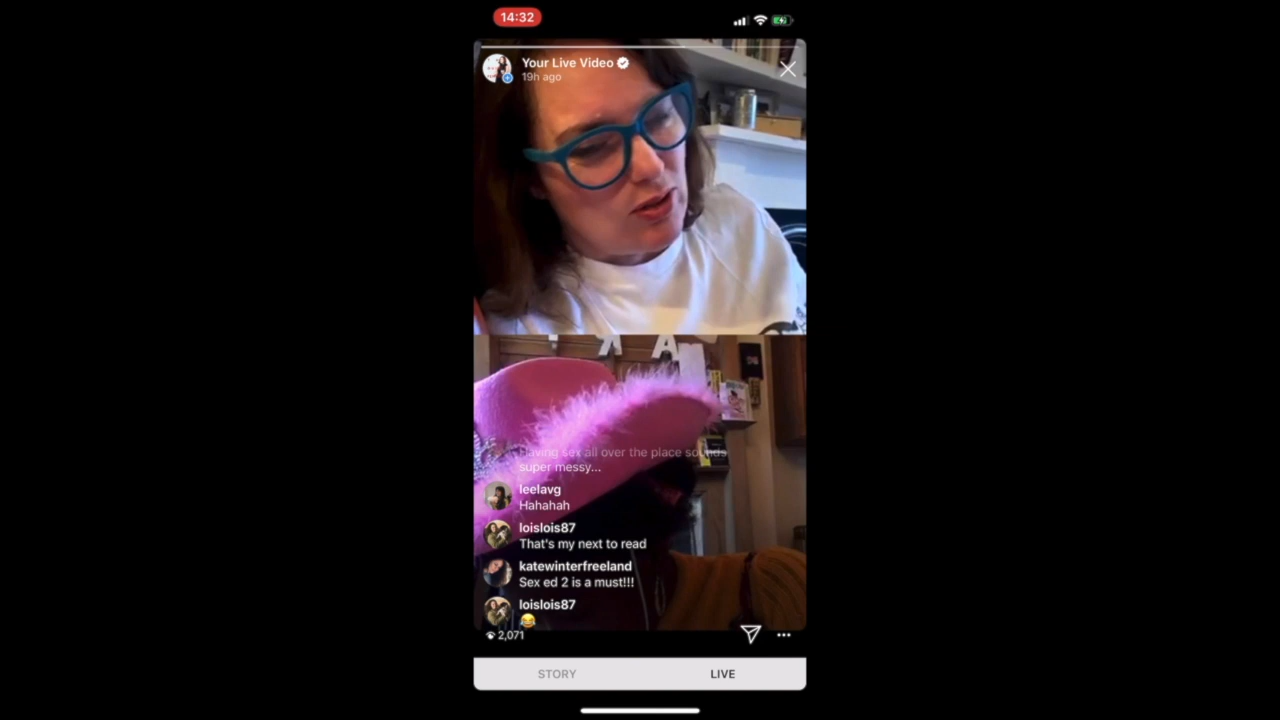 14:32
Your Live Video
19h ago
A
Having sex all over the place sounds
super messy...
leelavg
Hahahah
loislois87
That's my next to read
katewinterfreeland
Sex ed 2 is a must!!!
loislois87
😂
2,071
STORY
LIVE